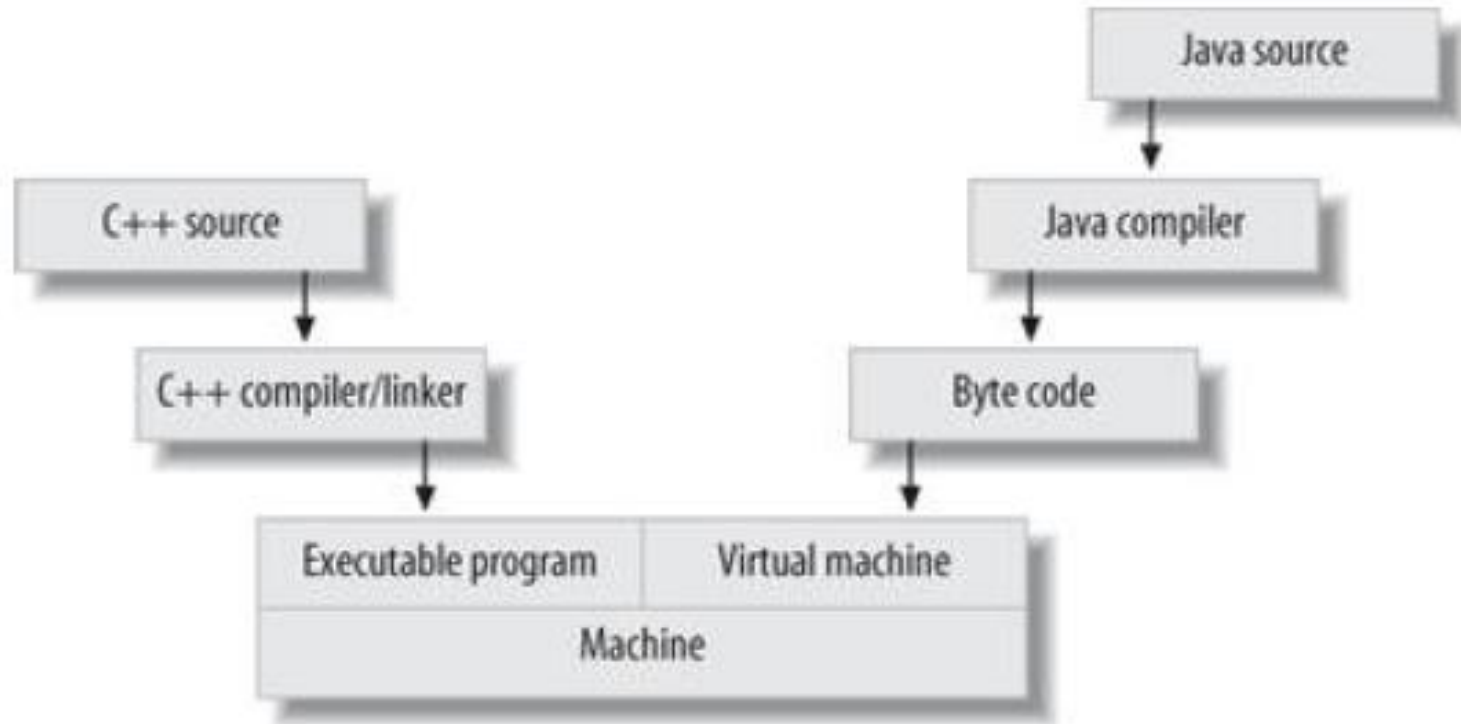 Java source
C++ source
Java compiler
C++ compiler/linker
Byte code
Executable program
Virtual machine
Machine